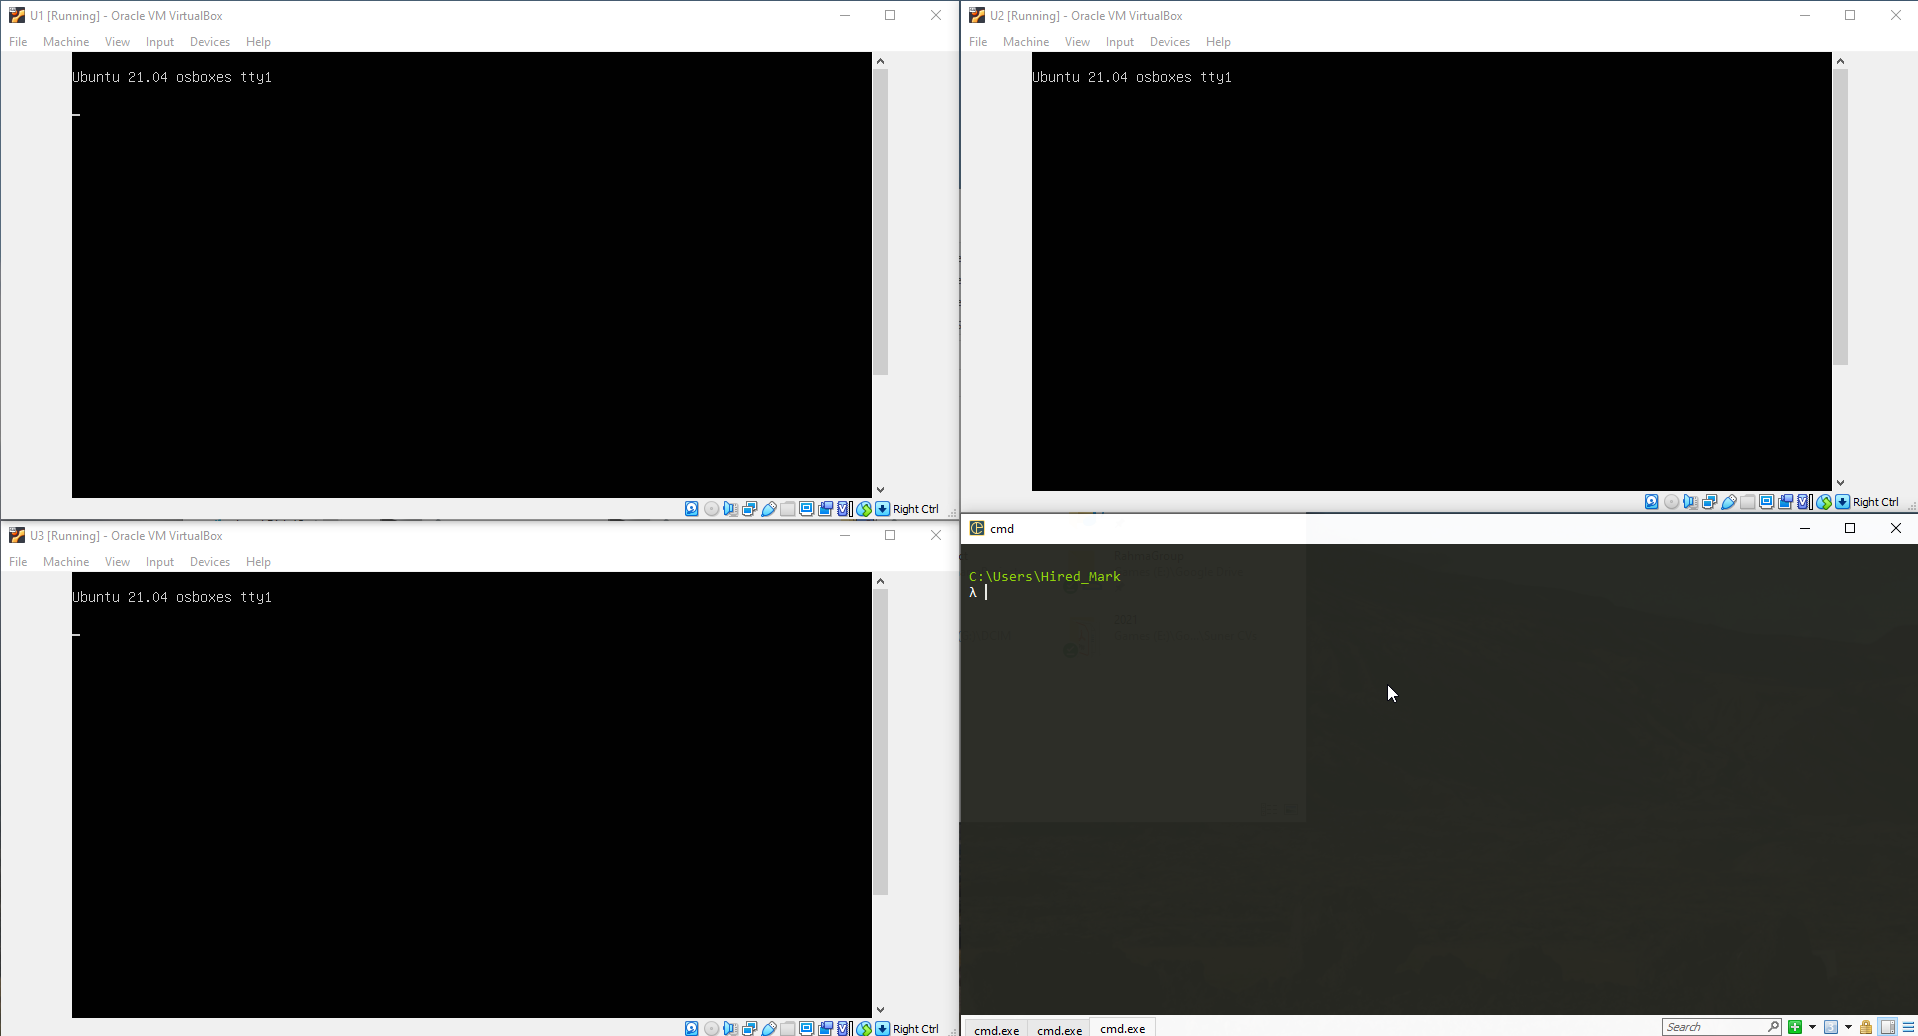 U1 [Running] - Oracle VM VirtualBox
File Machine View Input Devices Help
Ubuntu 21.04 osboxes tty1
Right Ctrl
U2 [Running] - Oracle VM VirtualBox
File Machine View Input Devices Help
Ubuntu 21.04 osboxes tty1
Right Ctrl
U3 [Running] - Oracle VM VirtualBox
File Machine View Input Devices Help
Ubuntu 21.04 osboxes tty1
Right Ctrl
cmd
C:\Users\Hired_Mark
λ
2021
cmd.exe cmd.exe cmd.exe
Search